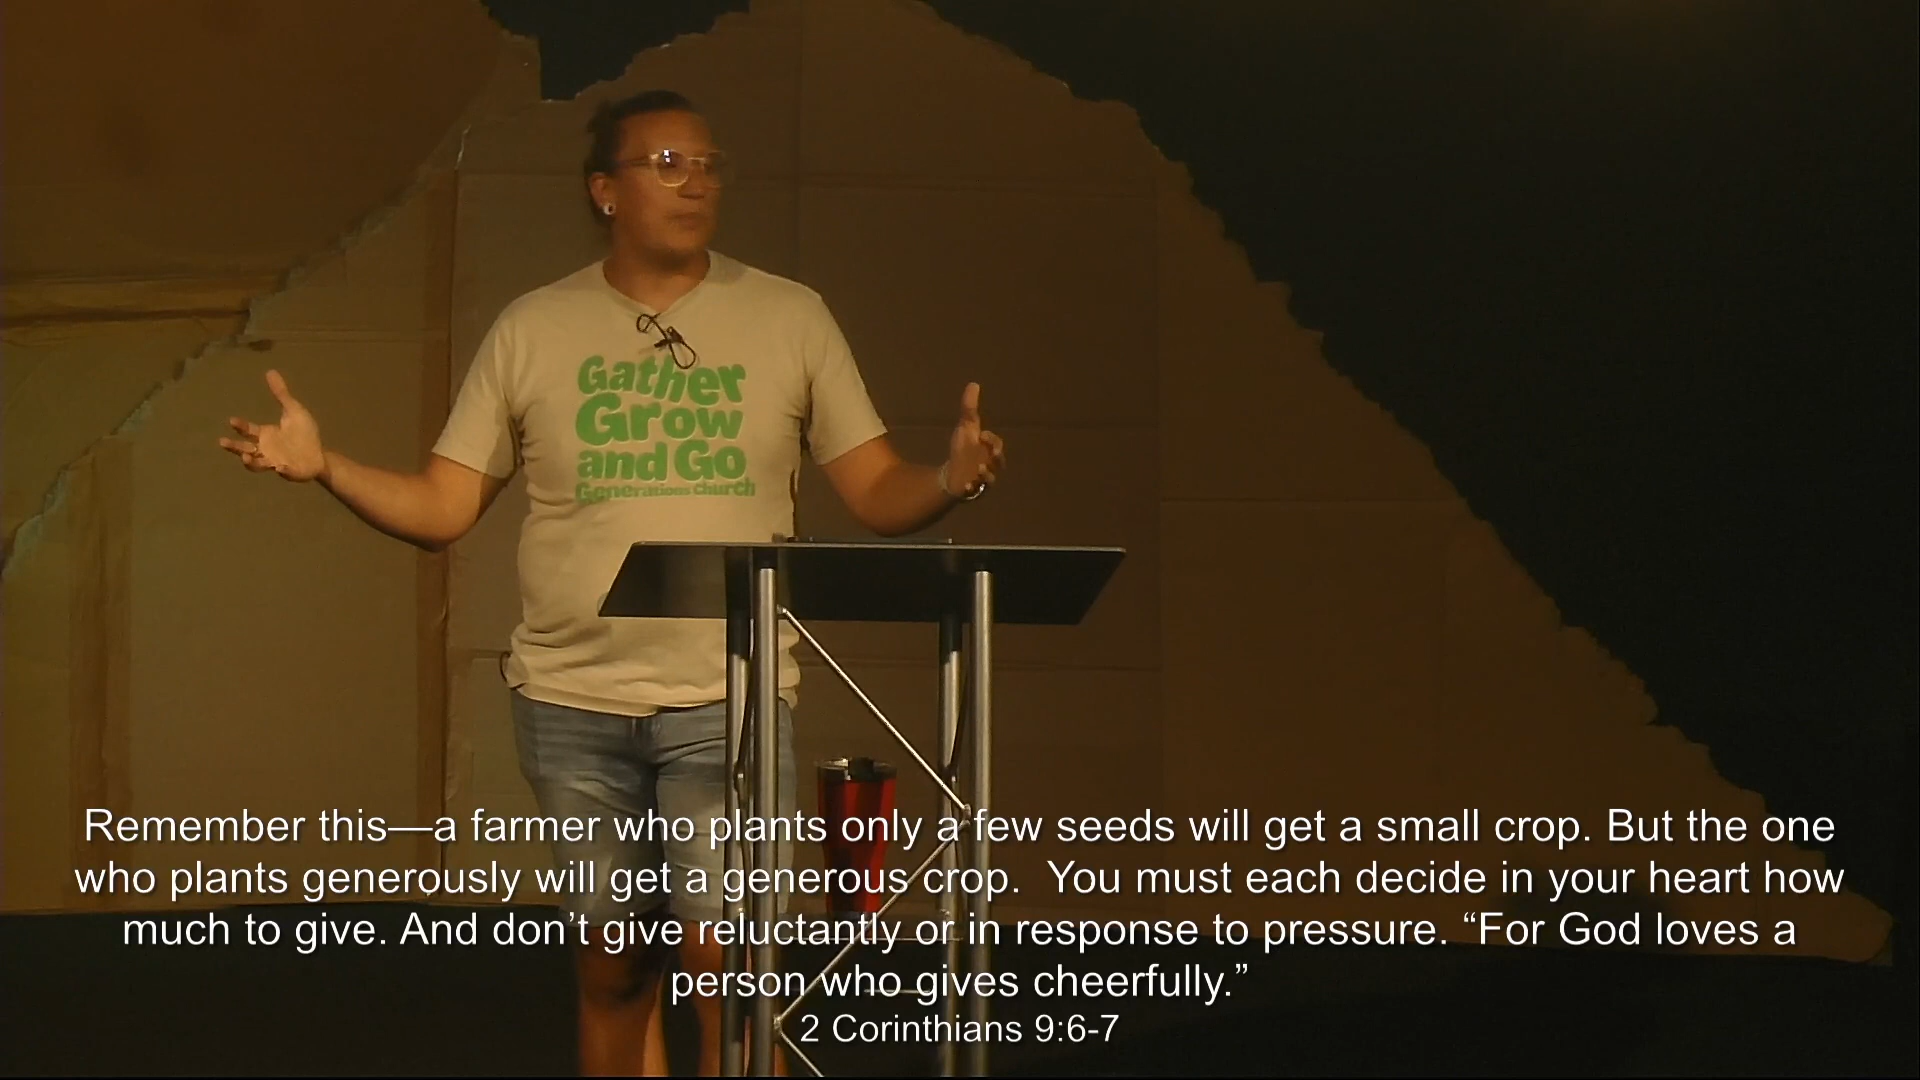 Gather
Grow
and Go
Generations Church
Remember this—a farmer who plants only a few seeds will get a small crop. But the one
who plants generously will get a generous crop.  You must each decide in your heart how
much to give. And don’t give reluctantly or in response to pressure. “For God loves a
person who gives cheerfully.”
2 Corinthians 9:6-7